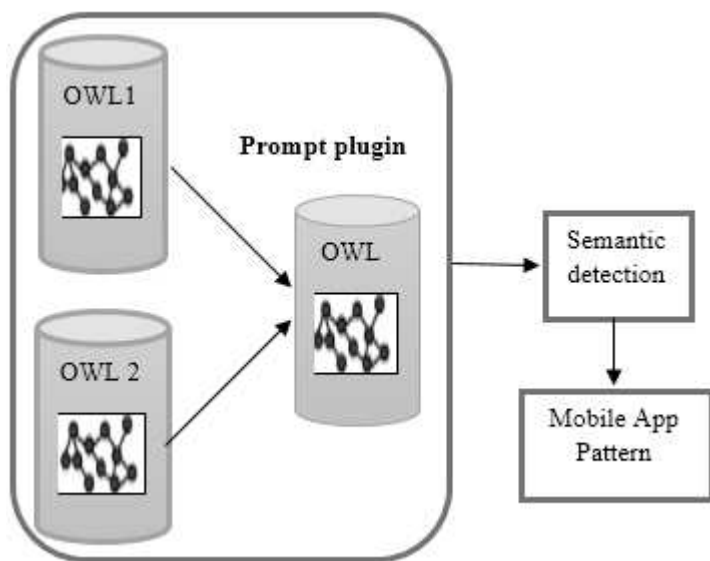 OWL1
Prompt plugin
OWL
OWL 2
Semantic
detection
Mobile App
Pattern